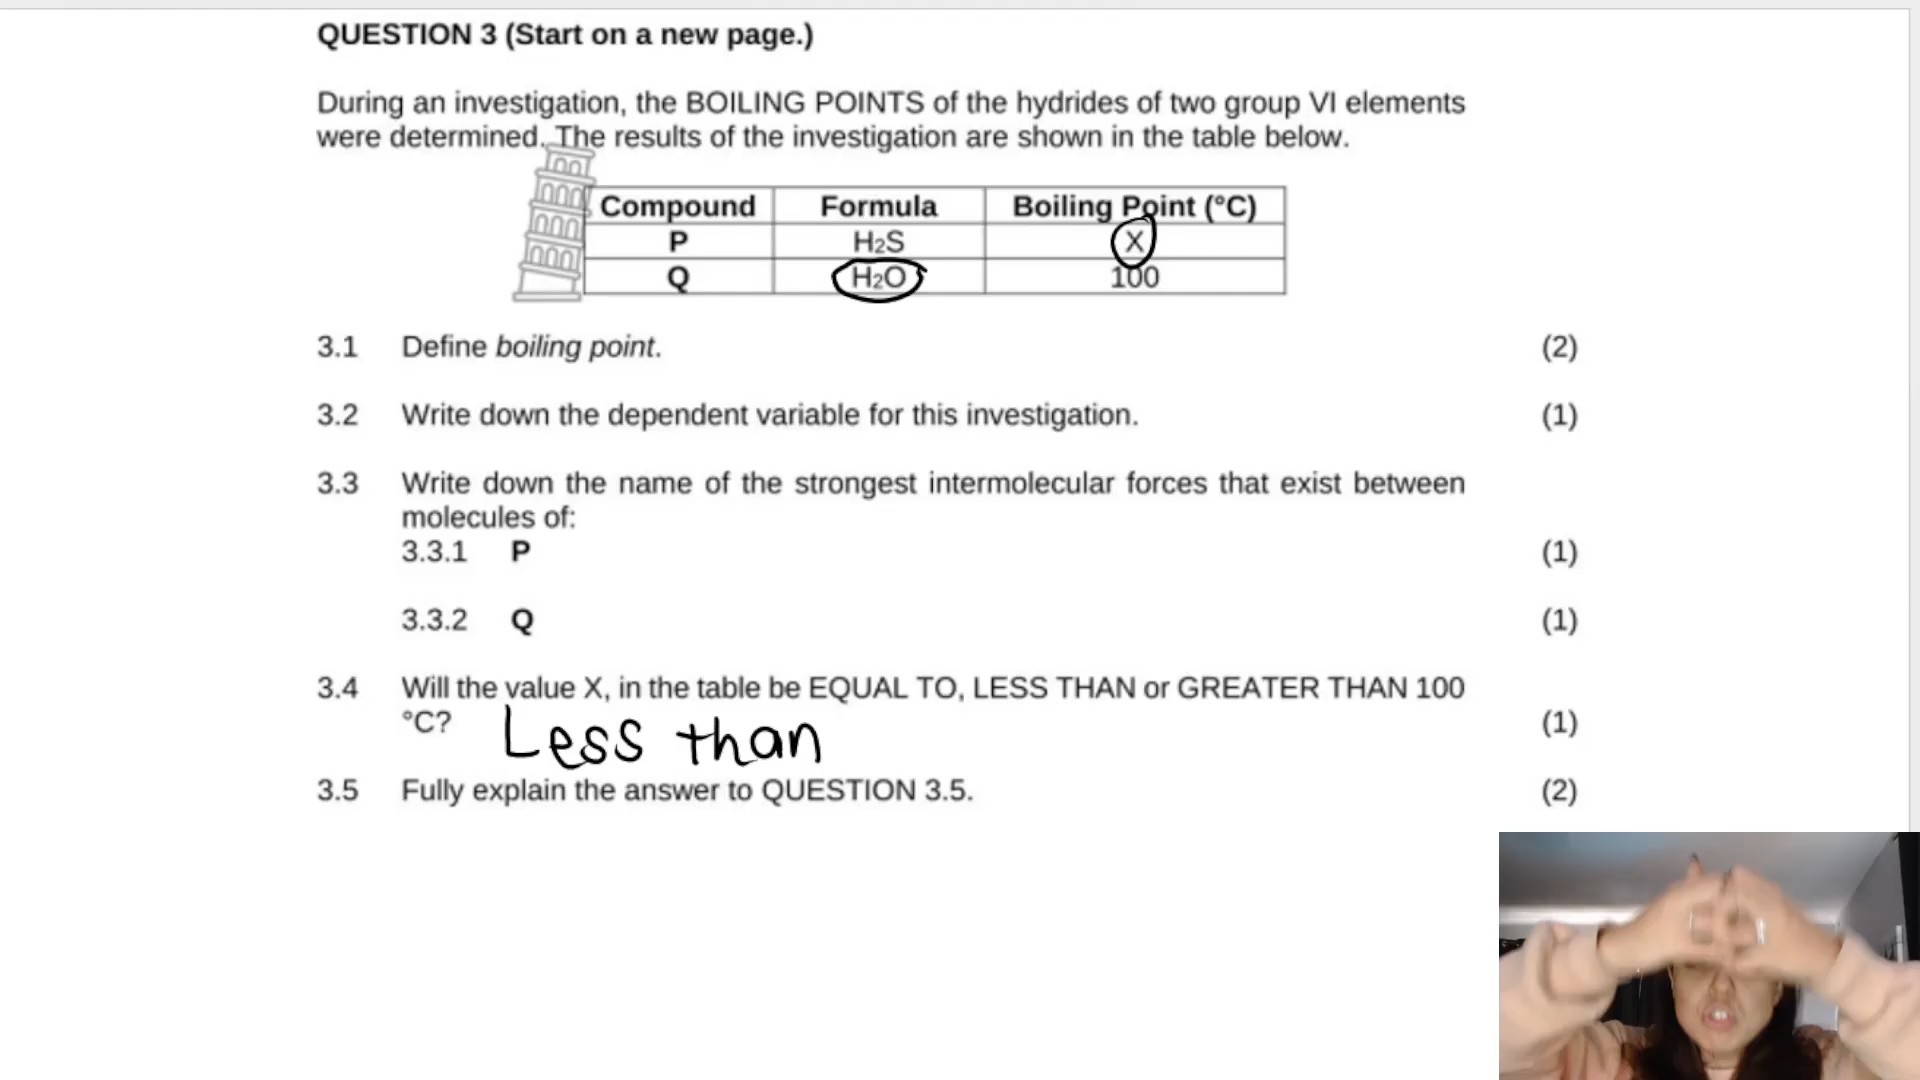 QUESTION 3 (Start on a new page.)
During an investigation, the BOILING POINTS of the hydrides of two group VI elements
were determined. The results of the investigation are shown in the table below.
Compound Formula Boiling Point (°C)
P H₂S X
Q H₂O 100
3.1 Define boiling point. (2)
3.2 Write down the dependent variable for this investigation. (1)
3.3 Write down the name of the strongest intermolecular forces that exist between
molecules of:
3.3.1 P (1)
3.3.2 Q (1)
3.4 Will the value X, in the table be EQUAL TO, LESS THAN or GREATER THAN 100
°C? Less than (1)
3.5 Fully explain the answer to QUESTION 3.5. (2)